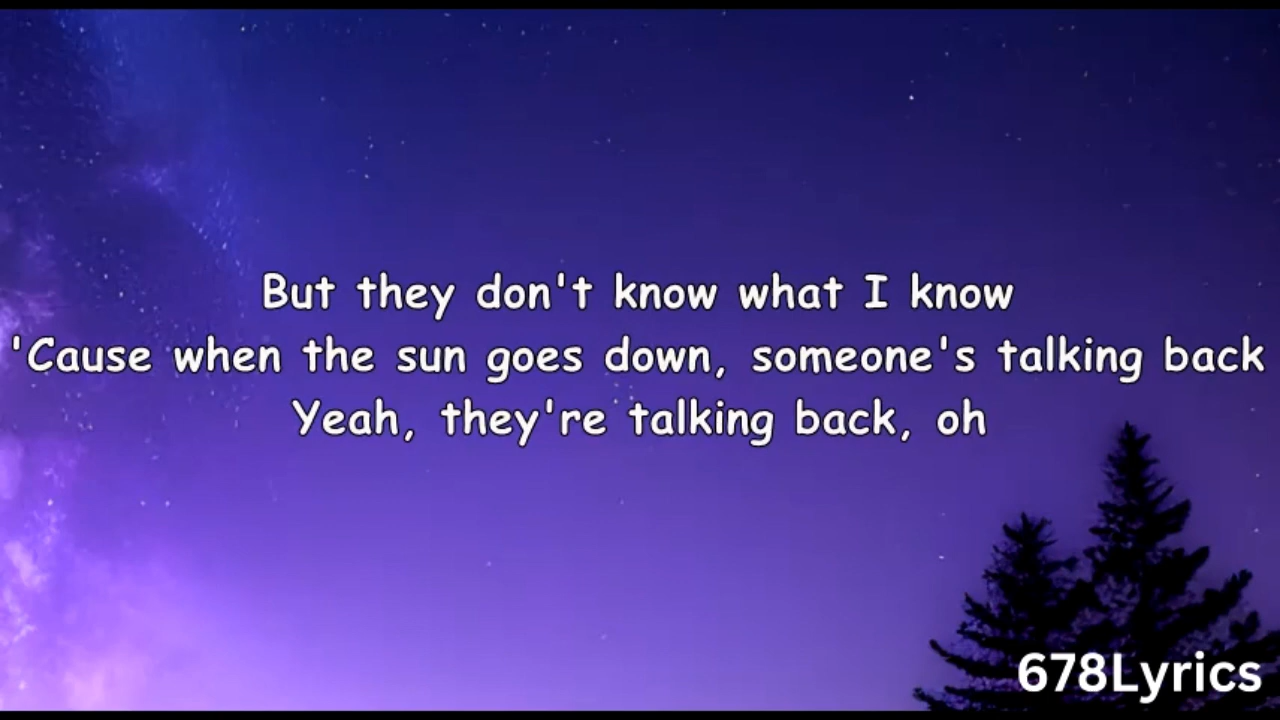 But they don't know what I know
'Cause when the sun goes down, someone's talking back
Yeah, they're talking back, oh
678Lyrics